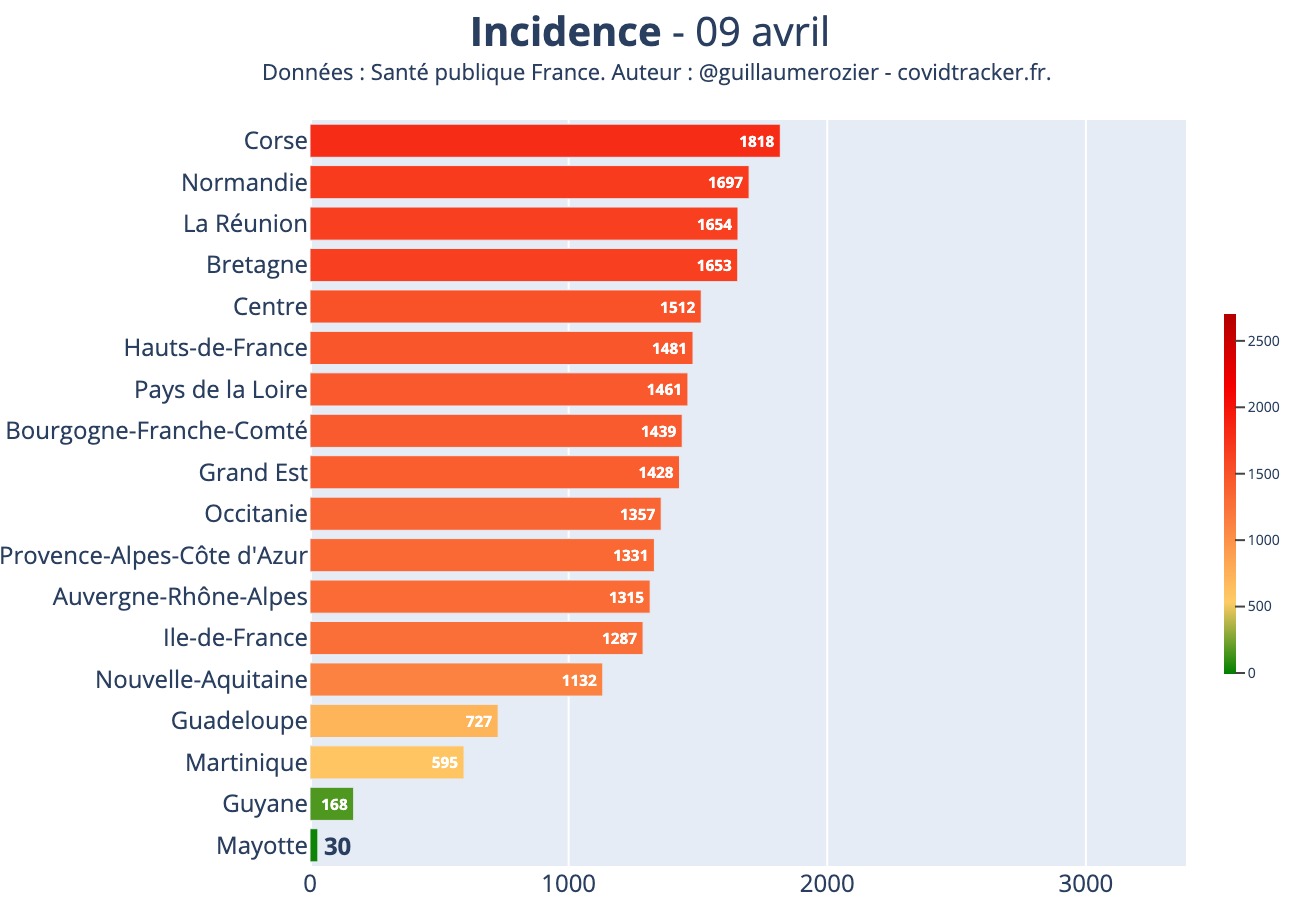 Incidence - 09 avril
Données : Santé publique France. Auteur : @guillaumerozier - covidtracker.fr.
Corse 1818
Normandie 1697
La Réunion 1654
Bretagne 1653
Centre 1512
Hauts-de-France 1481
Pays de la Loire 1461
Bourgogne-Franche-Comté 1439
Grand Est 1428
Occitanie 1357
Provence-Alpes-Côte d'Azur 1331
Auvergne-Rhône-Alpes 1315
Ile-de-France 1287
Nouvelle-Aquitaine 1132
Guadeloupe 727
Martinique 595
Guyane 168
Mayotte 30
0 1000 2000 3000
2500
2000
1500
1000
500
0